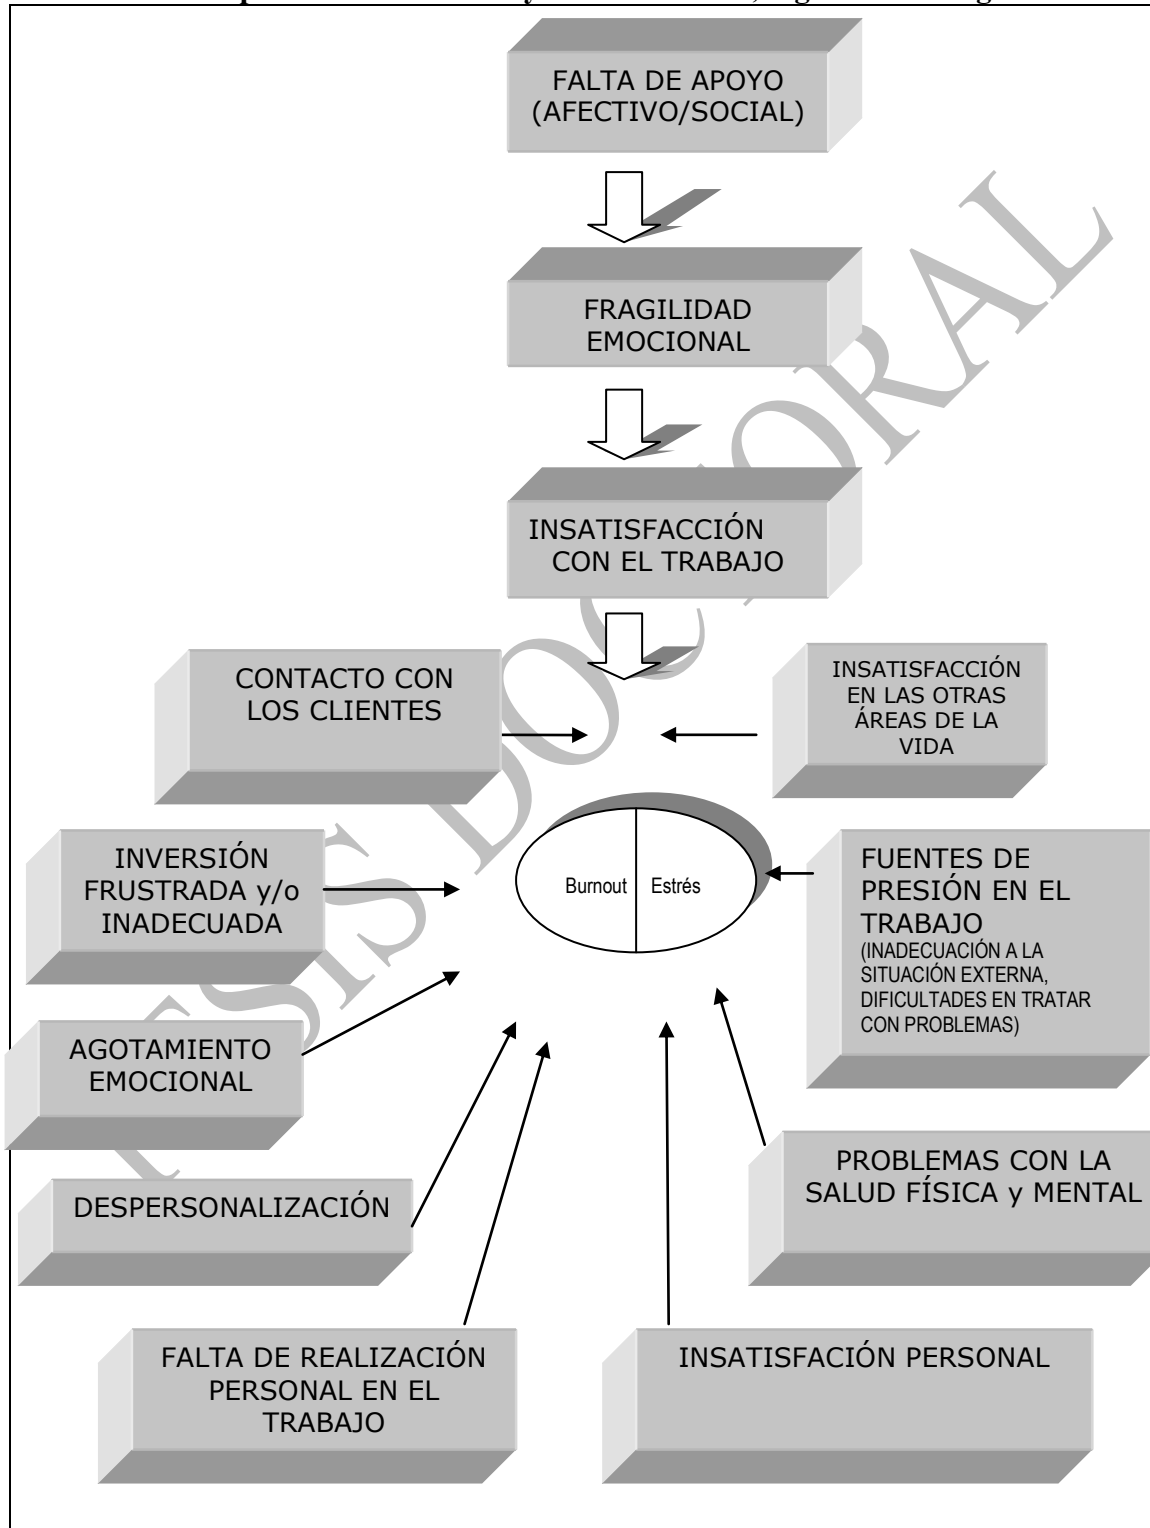 FALTA DE APOYO
(AFECTIVO/SOCIAL)
FRAGILIDAD
EMOCIONAL
INSATISFACCIÓN
CON EL TRABAJO
CONTACTO CON
LOS CLIENTES
INSATISFACCIÓN
EN LAS OTRAS
ÁREAS DE LA
VIDA
INVERSIÓN
FRUSTRADA y/o
INADECUADA
Burnout
Estrés
FUENTES DE
PRESIÓN EN EL
TRABAJO
(INADECUACIÓN A LA
SITUACIÓN EXTERNA,
DIFICULTADES EN TRATAR
CON PROBLEMAS)
AGOTAMIENTO
EMOCIONAL
DESPERSONALIZACIÓN
PROBLEMAS CON LA
SALUD FÍSICA y MENTAL
FALTA DE REALIZACIÓN
PERSONAL EN EL
TRABAJO
INSATISFACIÓN PERSONAL
TESIS DOCTORAL